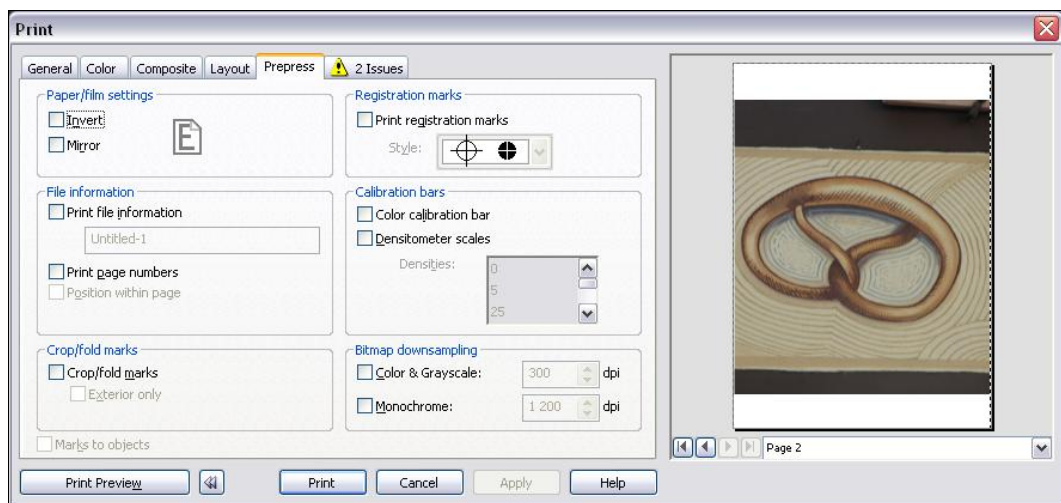 Print
General Color Composite Layout Prepress 2 Issues
Paper/film settings
Invert
Mirror
E
Registration marks
Print registration marks
Style:
File information
Print file information
Untitled-1
Print page numbers
Position within page
Calibration bars
Color calibration bar
Densitometer scales
Densities:
0
5
25
Crop/fold marks
Crop/fold marks
Exterior only
Bitmap downsampling
Color & Grayscale: 300 dpi
Monochrome: 1 200 dpi
Marks to objects
Page 2
Print Preview Print Cancel Apply Help